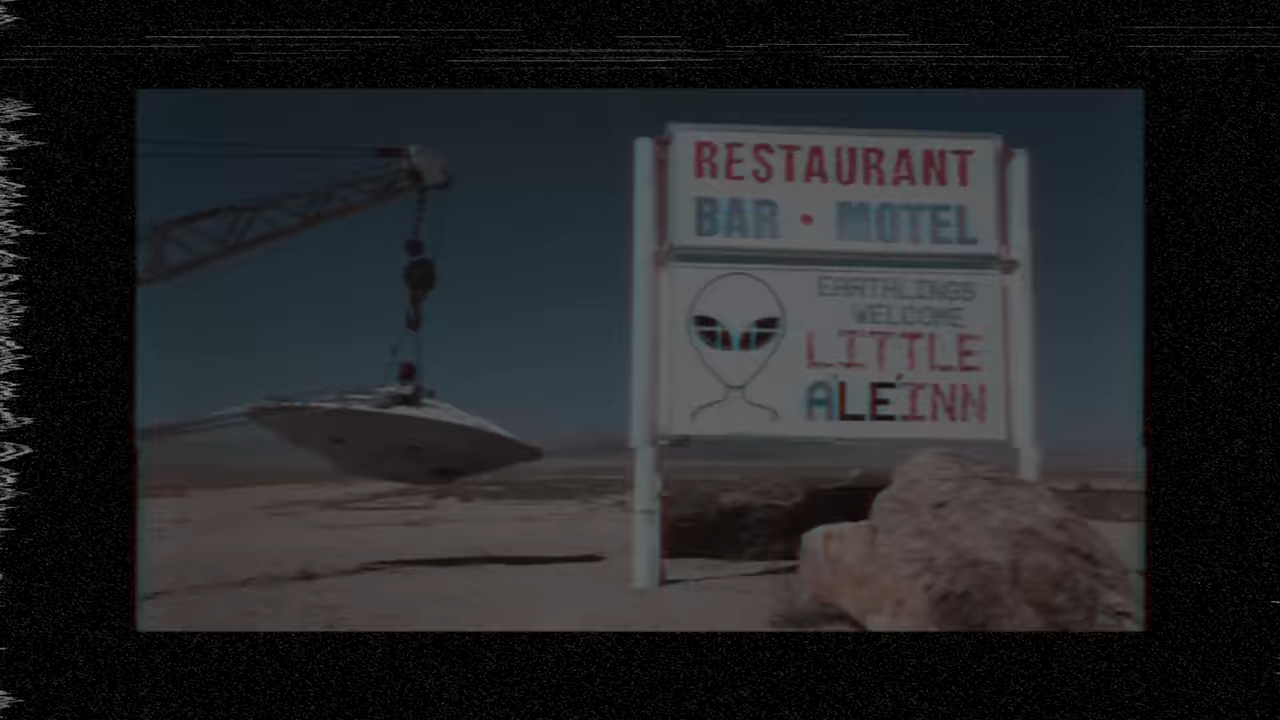 RESTAURANT
BAR • MOTEL
EARTHLINGS
WELCOME
LITTLE
A'LE'INN